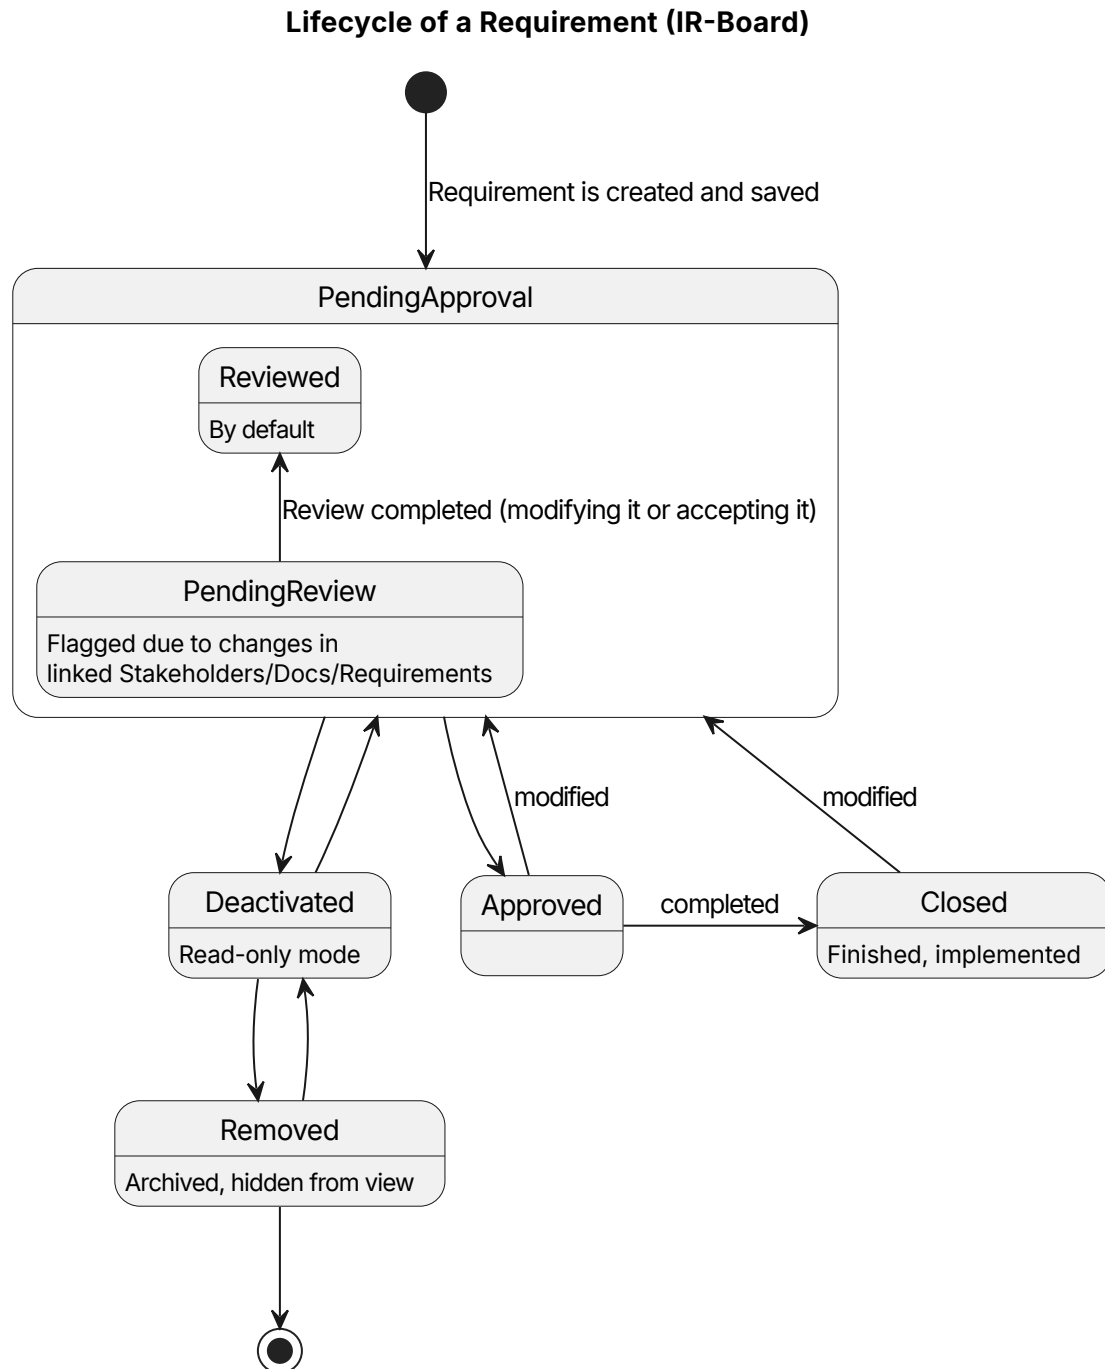 Lifecycle of a Requirement (IR-Board)
Requirement is created and saved
PendingApproval
Reviewed
By default
Review completed (modifying it or accepting it)
PendingReview
Flagged due to changes in
linked Stakeholders/Docs/Requirements
modified
modified
Deactivated
Read-only mode
Approved
completed
Closed
Finished, implemented
Removed
Archived, hidden from view